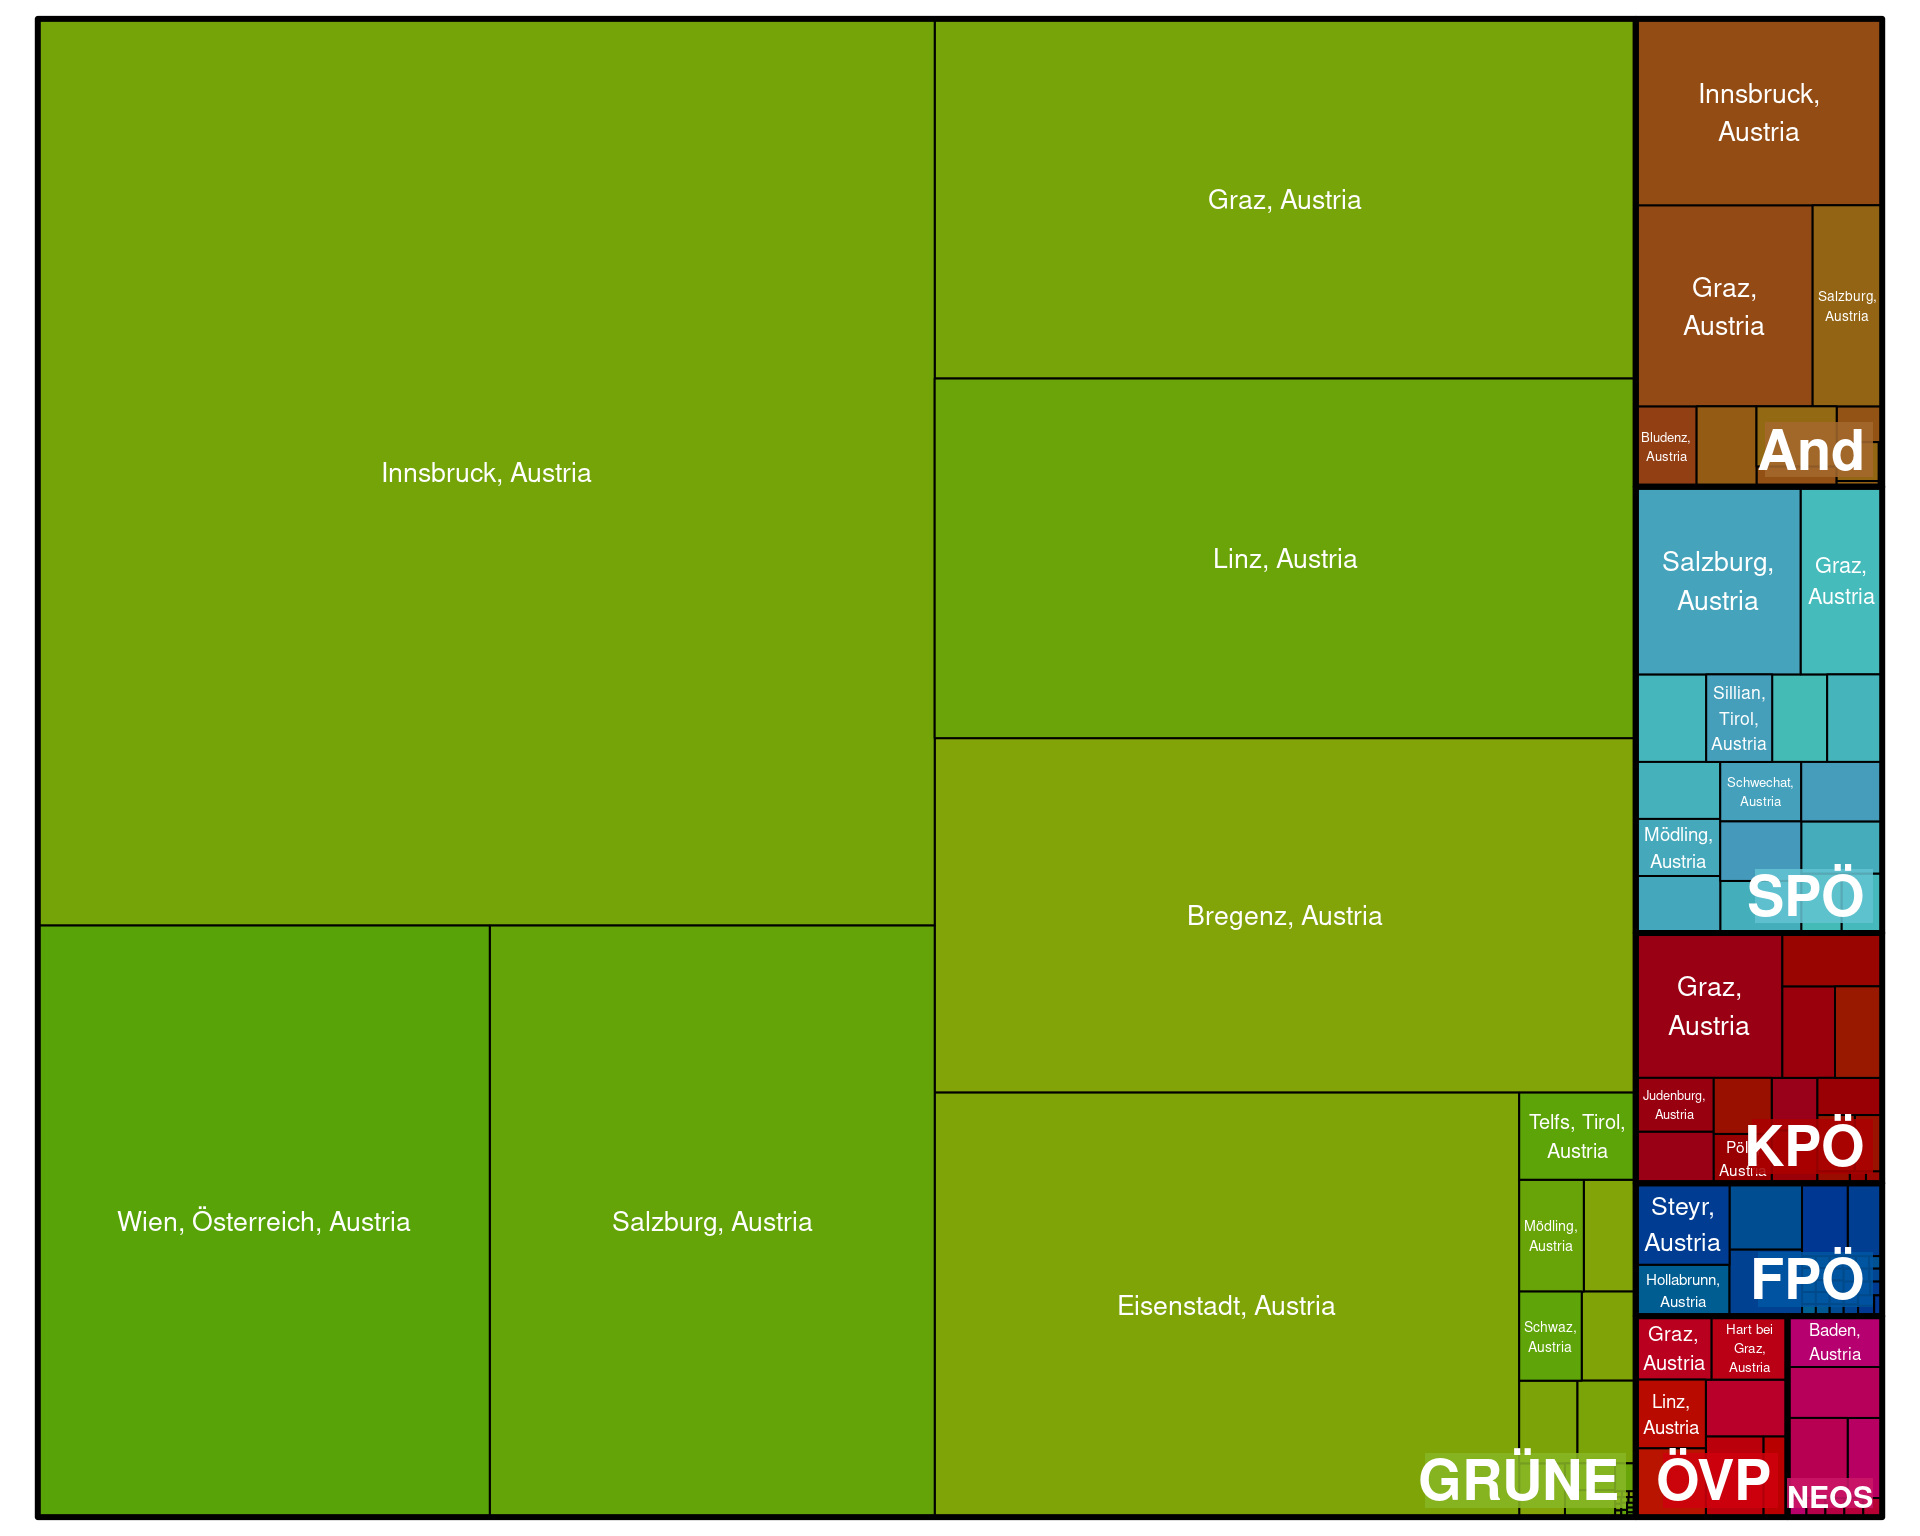 Innsbruck, Austria
Graz, Austria
Linz, Austria
Bregenz, Austria
Wien, Österreich, Austria
Salzburg, Austria
Eisenstadt, Austria
Telfs, Tirol,
Austria
Mödling,
Austria
Schwaz,
Austria
GRÜNE
Innsbruck,
Austria
Graz,
Austria
Salzburg,
Austria
Bludenz,
Austria
And
Salzburg,
Austria
Graz,
Austria
Sillian,
Tirol,
Austria
Schwechat,
Austria
Mödling,
Austria
SPÖ
Graz,
Austria
Judenburg,
Austria
Austria
KPÖ
Steyr,
Austria
Hollabrunn,
Austria
FPÖ
Graz,
Austria
Hart bei
Graz,
Austria
Linz,
Austria
ÖVP
Baden,
Austria
NEOS